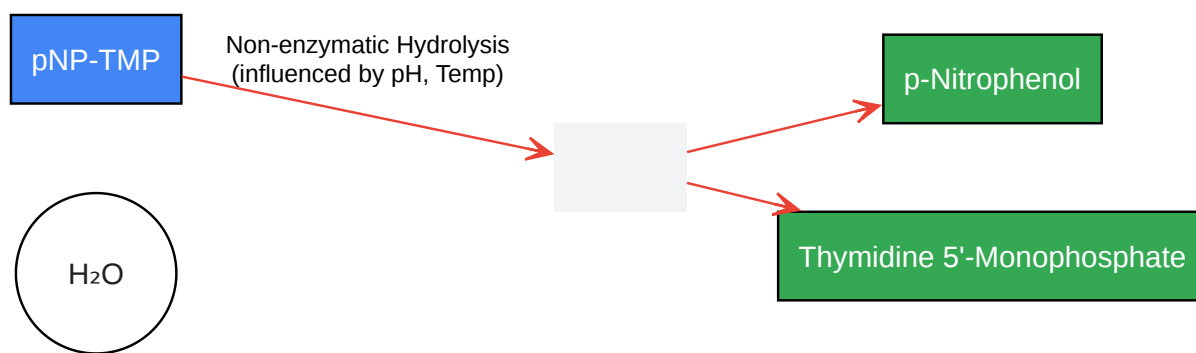 pNP-TMP
Non-enzymatic Hydrolysis
(influenced by pH, Temp)
p-Nitrophenol
Thymidine 5'-Monophosphate
H₂O